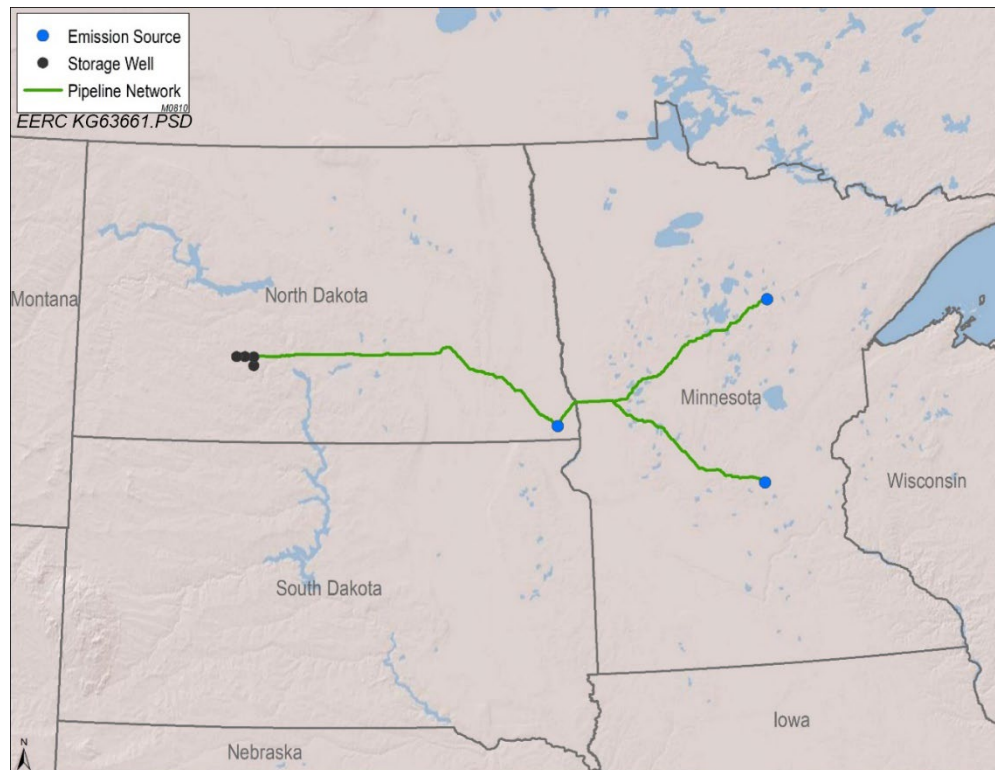 Emission Source
Storage Well
Pipeline Network
M0810
EERC KG63661.PSD
Montana
North Dakota
Minnesota
Wisconsin
South Dakota
Iowa
Nebraska
N